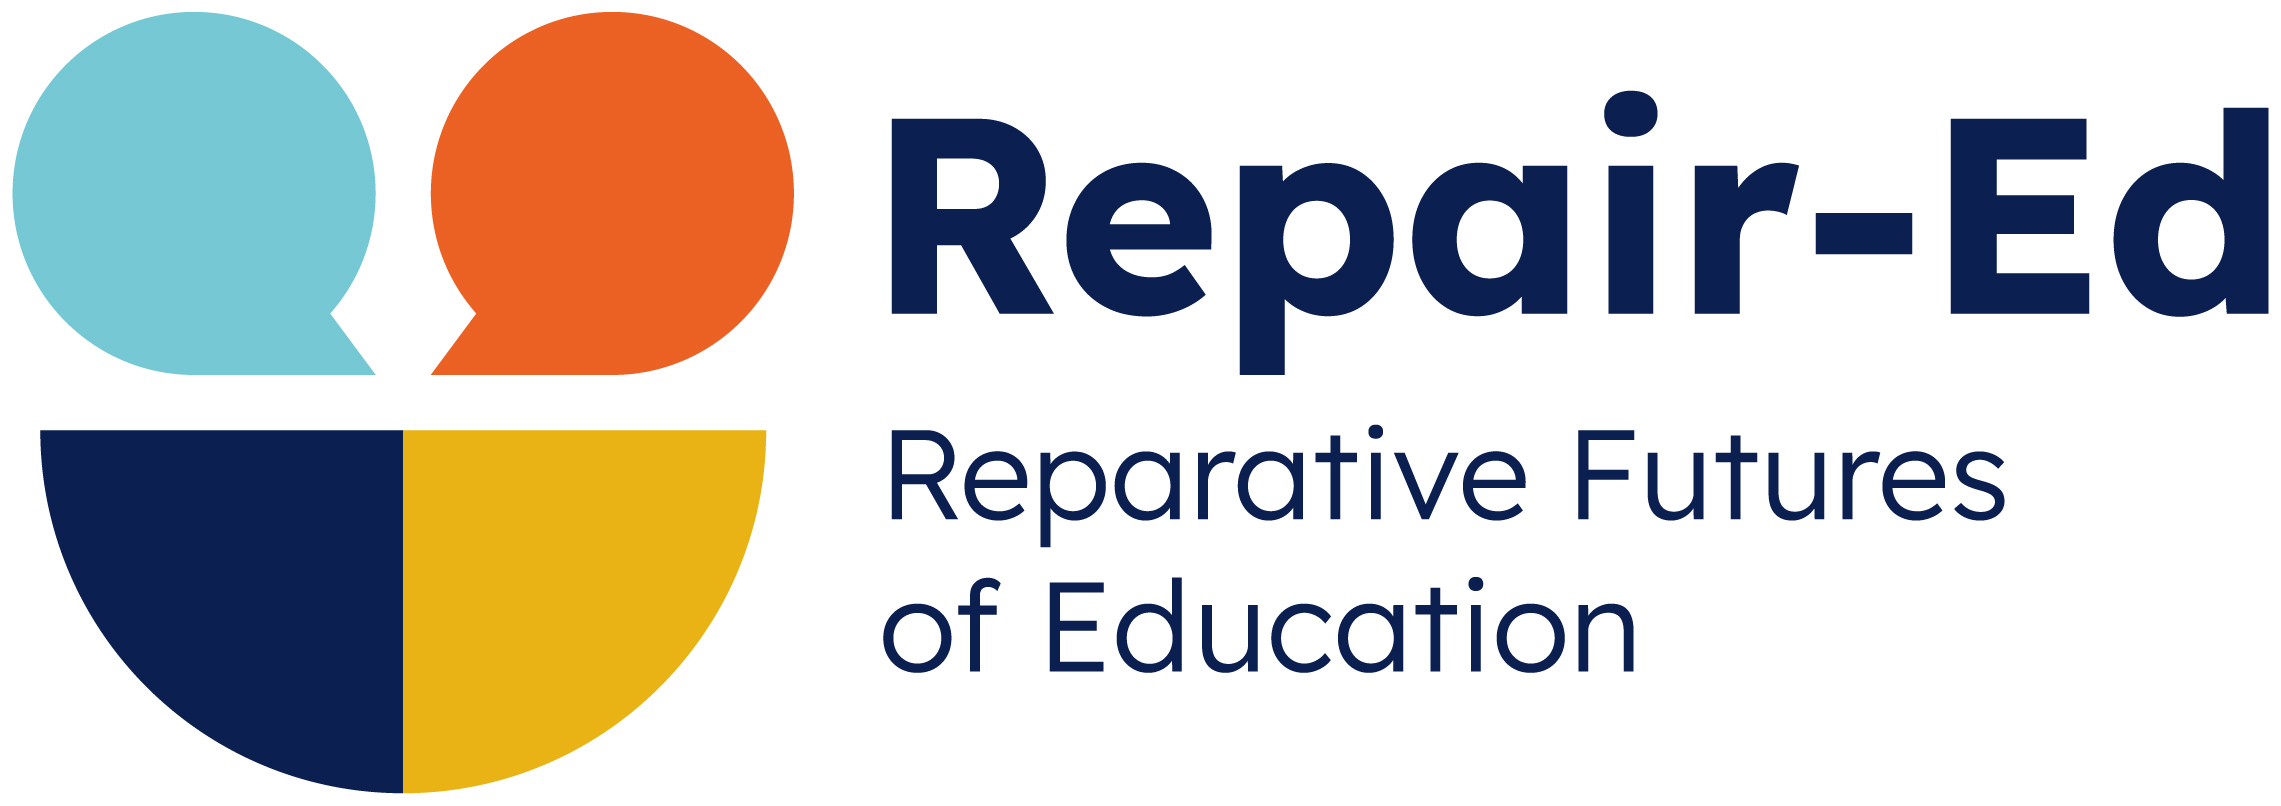 Repair-Ed
Reparative Futures
of Education